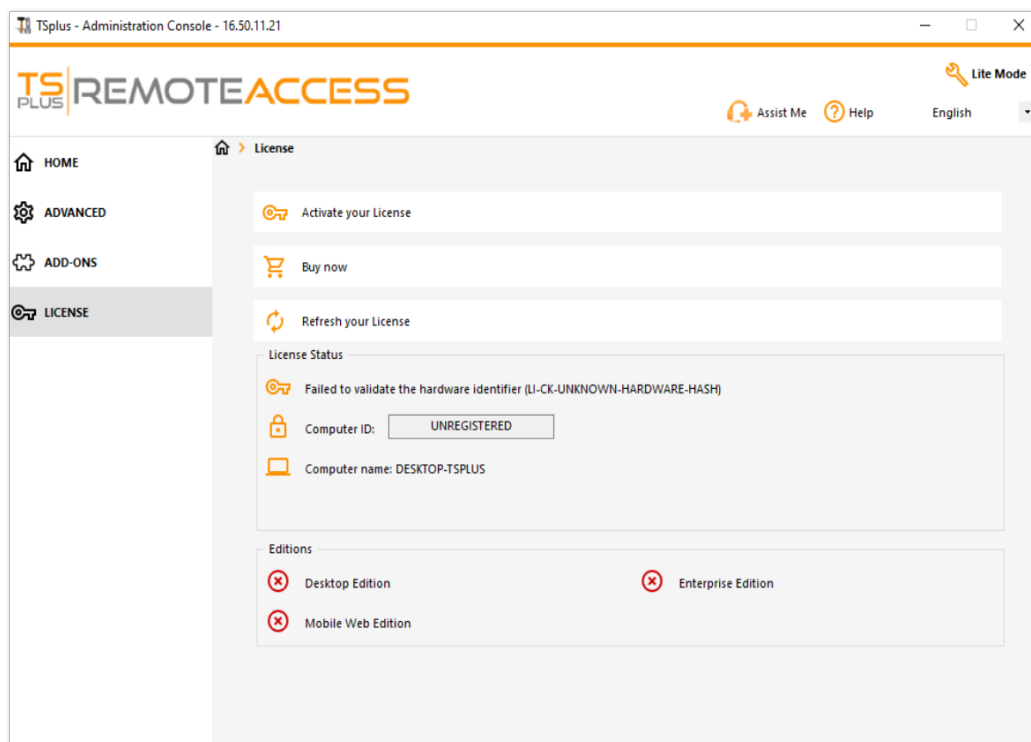 TSplus - Administration Console - 16.50.11.21
TS PLUS REMOTEACCESS
Lite Mode
Assist Me Help English
HOME
ADVANCED
ADD-ONS
LICENSE
License
Activate your License
Buy now
Refresh your License
License Status
Failed to validate the hardware identifier (LI-CK-UNKNOWN-HARDWARE-HASH)
Computer ID: UNREGISTERED
Computer name: DESKTOP-TSPLUS
Editions
Desktop Edition Enterprise Edition
Mobile Web Edition